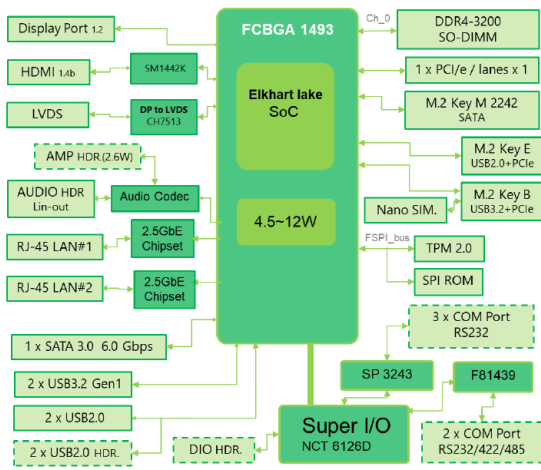 Display Port 1.2
HDMI 1.4b
SM1442K
LVDS
DP to LVDS
CH7513
AMP HDR.(2.6W)
AUDIO HDR
Lin-out
Audio Codec
RJ-45 LAN#1
2.5GbE
Chipset
RJ-45 LAN#2
2.5GbE
Chipset
1 x SATA 3.0 6.0 Gbps
2 x USB3.2 Gen1
2 x USB2.0
2 x USB2.0 HDR.
FCBGA 1493
Elkhart lake
SoC
4.5~12W
Ch_0
DDR4-3200
SO-DIMM
1 x PCI/e / lanes x 1
M.2 Key M 2242
SATA
M.2 Key E
USB2.0+PCIe
M.2 Key B
USB3.2+PCIe
Nano SIM.
FSPI_bus
TPM 2.0
SPI ROM
3 x COM Port
RS232
SP 3243
F81439
Super I/O
NCT 6126D
DIO HDR.
2 x COM Port
RS232/422/485